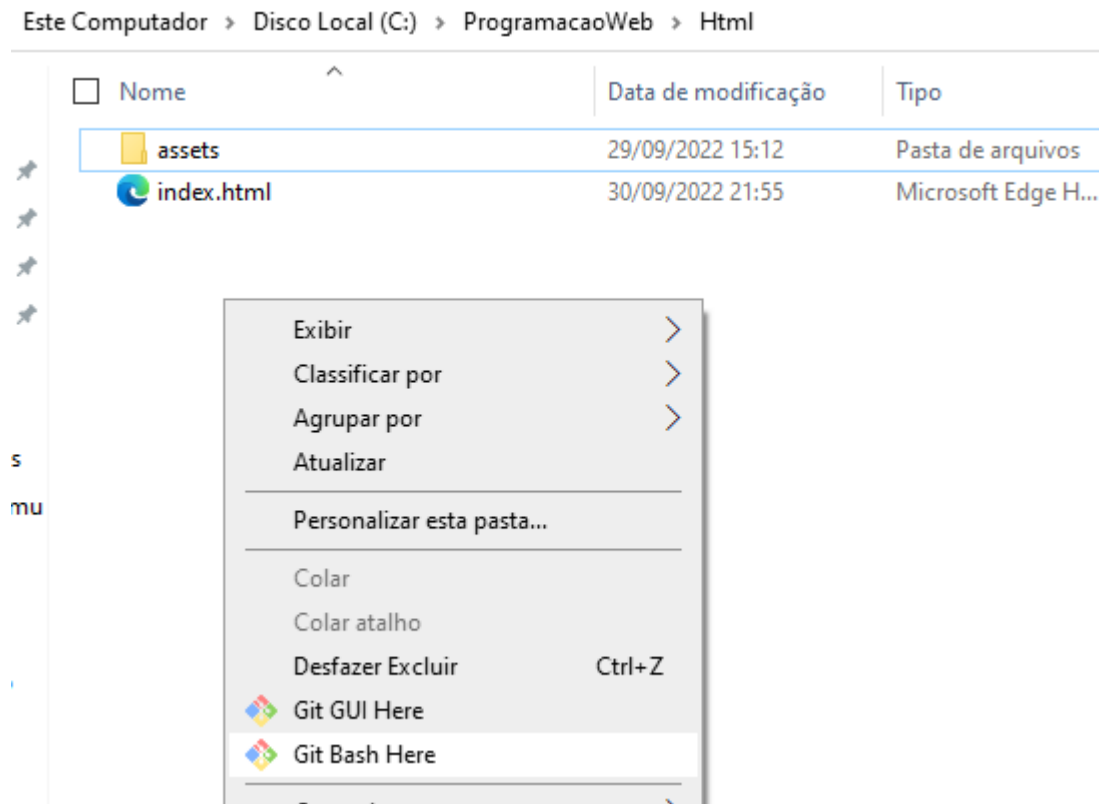 Este Computador > Disco Local (C:) > ProgramacaoWeb > Html
Nome Data de modificação Tipo
assets 29/09/2022 15:12 Pasta de arquivos
index.html 30/09/2022 21:55 Microsoft Edge H...
Exibir
Classificar por
Agrupar por
Atualizar
s
mu
Personalizar esta pasta...
Colar
Colar atalho
Desfazer Excluir Ctrl+Z
Git GUI Here
Git Bash Here